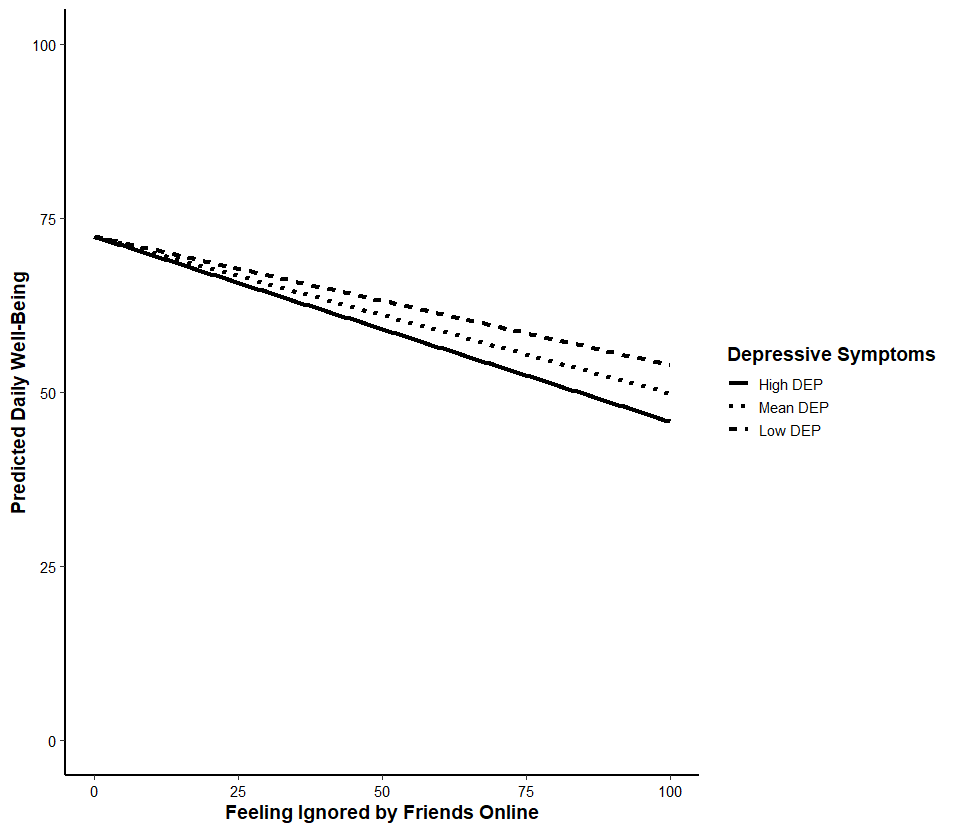 100
75
50
25
0
Predicted Daily Well-Being
0 25 50 75 100
Feeling Ignored by Friends Online
Depressive Symptoms
High DEP
Mean DEP
Low DEP